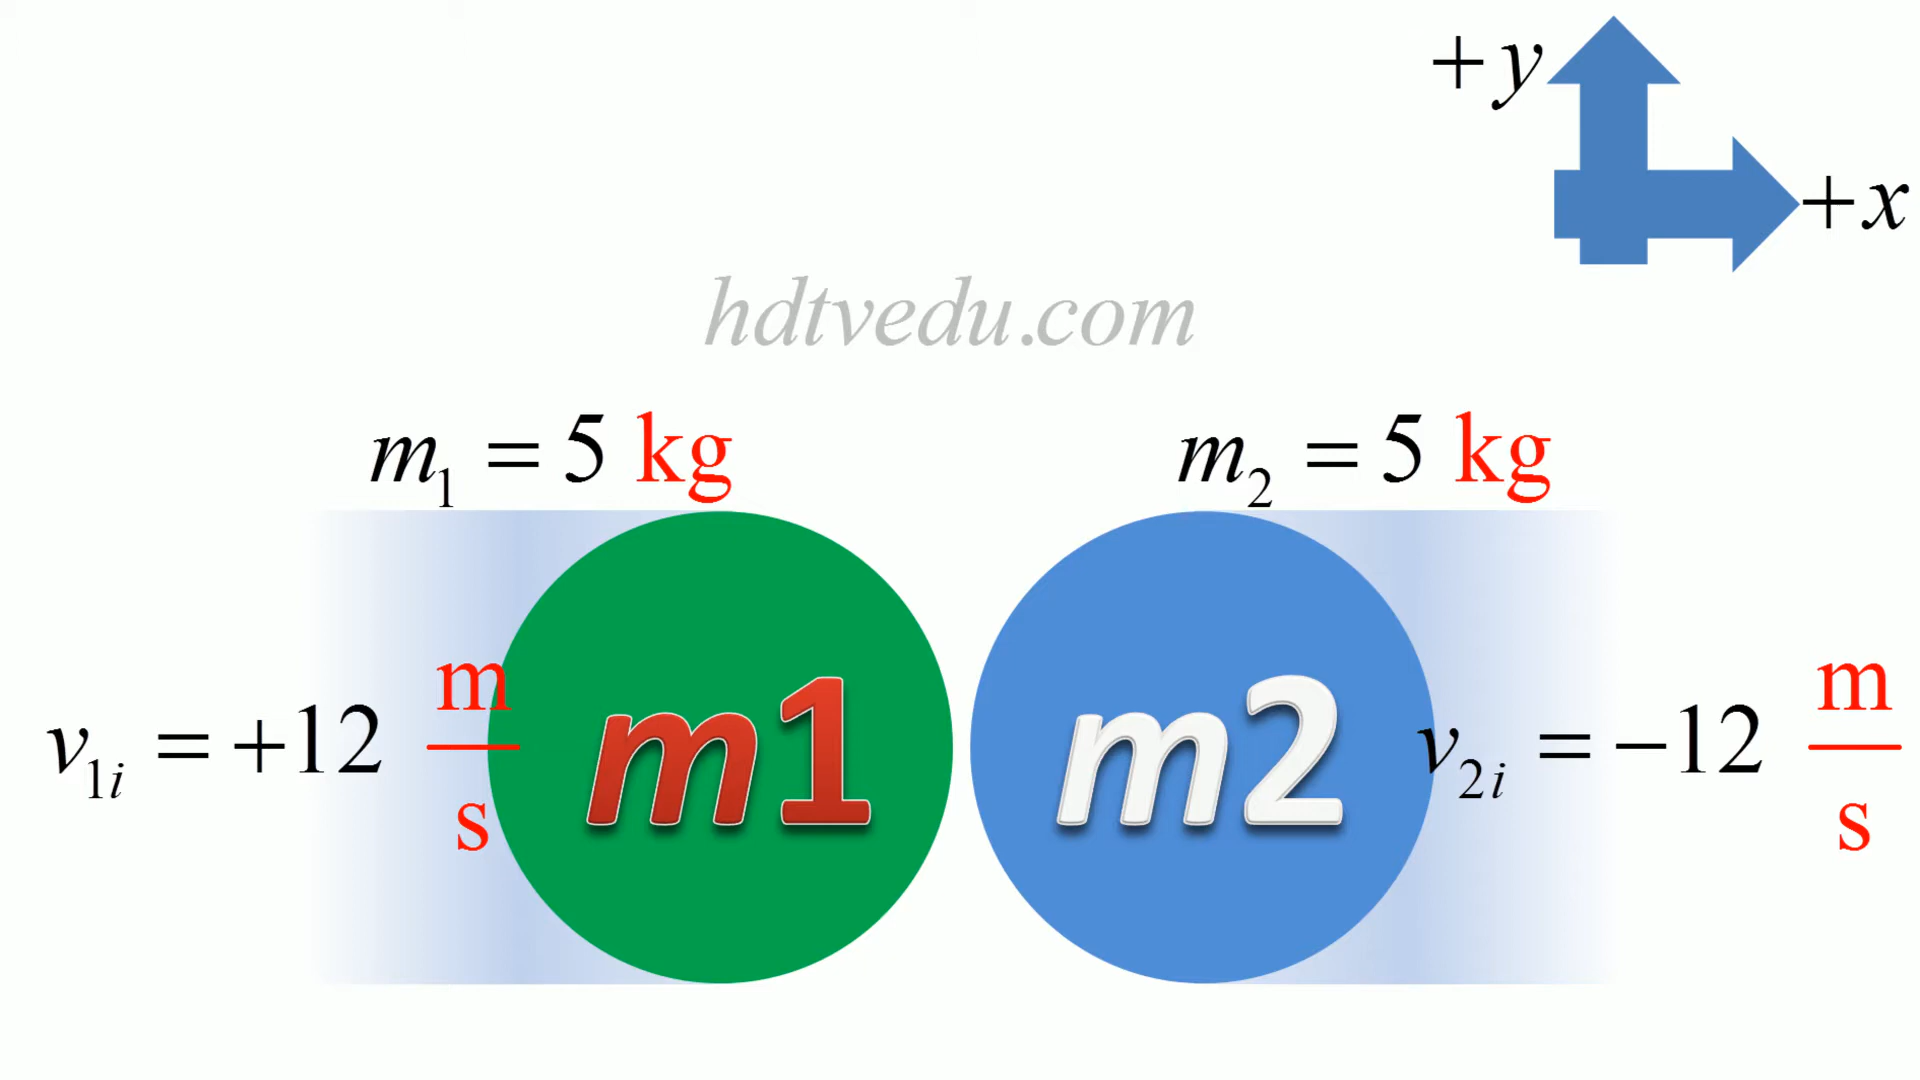 +y
+x
hdtvedu.com
m₁ = 5 kg
m₂ = 5 kg
v₁ᵢ = +12 m/s
m1
m2
v₂ᵢ = −12 m/s